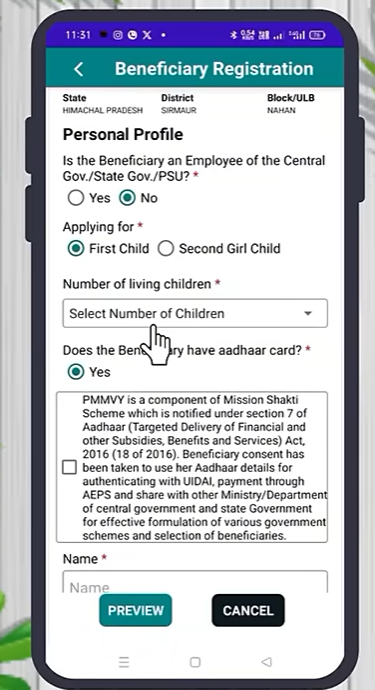 11:31
Beneficiary Registration
State District Block/ULB
HIMACHAL PRADESH SIRMAUR NAHAN
Personal Profile
Is the Beneficiary an Employee of the Central
Gov./State Gov./PSU? *
Yes No
Applying for *
First Child Second Girl Child
Number of living children *
Select Number of Children
Does the Ben ary have aadhaar card? *
Yes
PMMVY is a component of Mission Shakti
Scheme which is notified under section 7 of
Aadhaar (Targeted Delivery of Financial and
other Subsidies, Benefits and Services) Act,
2016 (18 of 2016). Beneficiary consent has
been taken to use her Aadhaar details for
authenticating with UIDAI, payment through
AEPS and share with other Ministry/Department
of central government and state Government
for effective formulation of various government
schemes and selection of beneficiaries.
Name *
Name
PREVIEW CANCEL